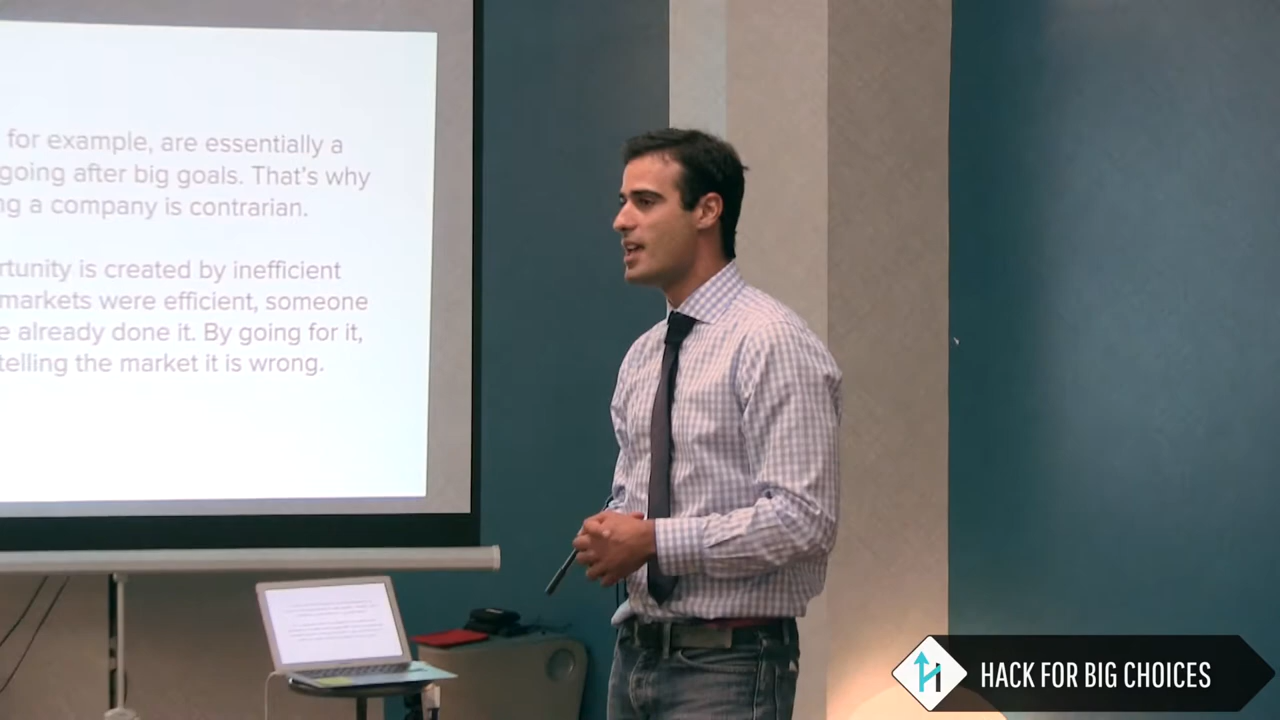 for example, are essentially a
going after big goals. That's why
ng a company is contrarian.
rtunity is created by inefficient
markets were efficient, someone
e already done it. By going for it,
telling the market it is wrong.
HACK FOR BIG CHOICES